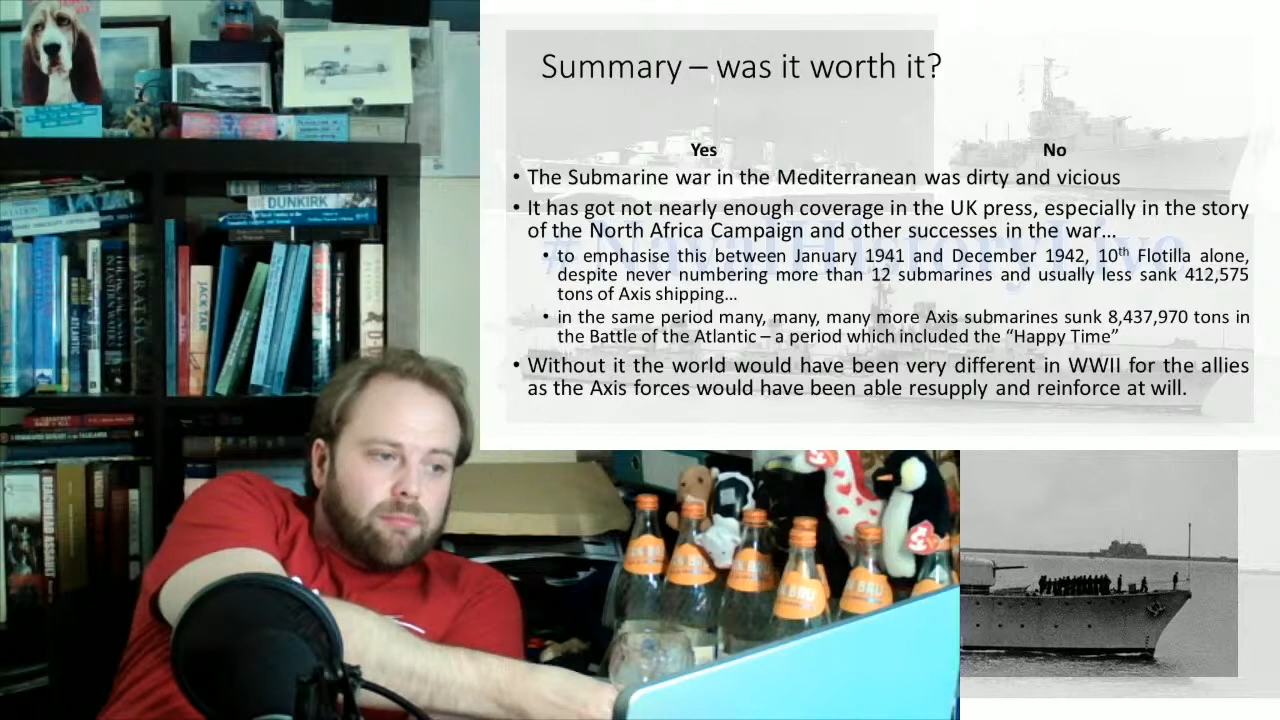 Summary – was it worth it?
Yes
No
• The Submarine war in the Mediterranean was dirty and vicious
• It has got not nearly enough coverage in the UK press, especially in the story
of the North Africa Campaign and other successes in the war...
• to emphasise this between January 1941 and December 1942, 10th Flotilla alone,
despite never numbering more than 12 submarines and usually less sank 412,575
tons of Axis shipping...
• in the same period many, many, many more Axis submarines sunk 8,437,970 tons in
the Battle of the Atlantic – a period which included the “Happy Time”
• Without it the world would have been very different in WWII for the allies
as the Axis forces would have been able resupply and reinforce at will.
#NavalHistoryLive
DUNKIRK
JACK TAR
BEACHHEAD ASSAULT
BRU